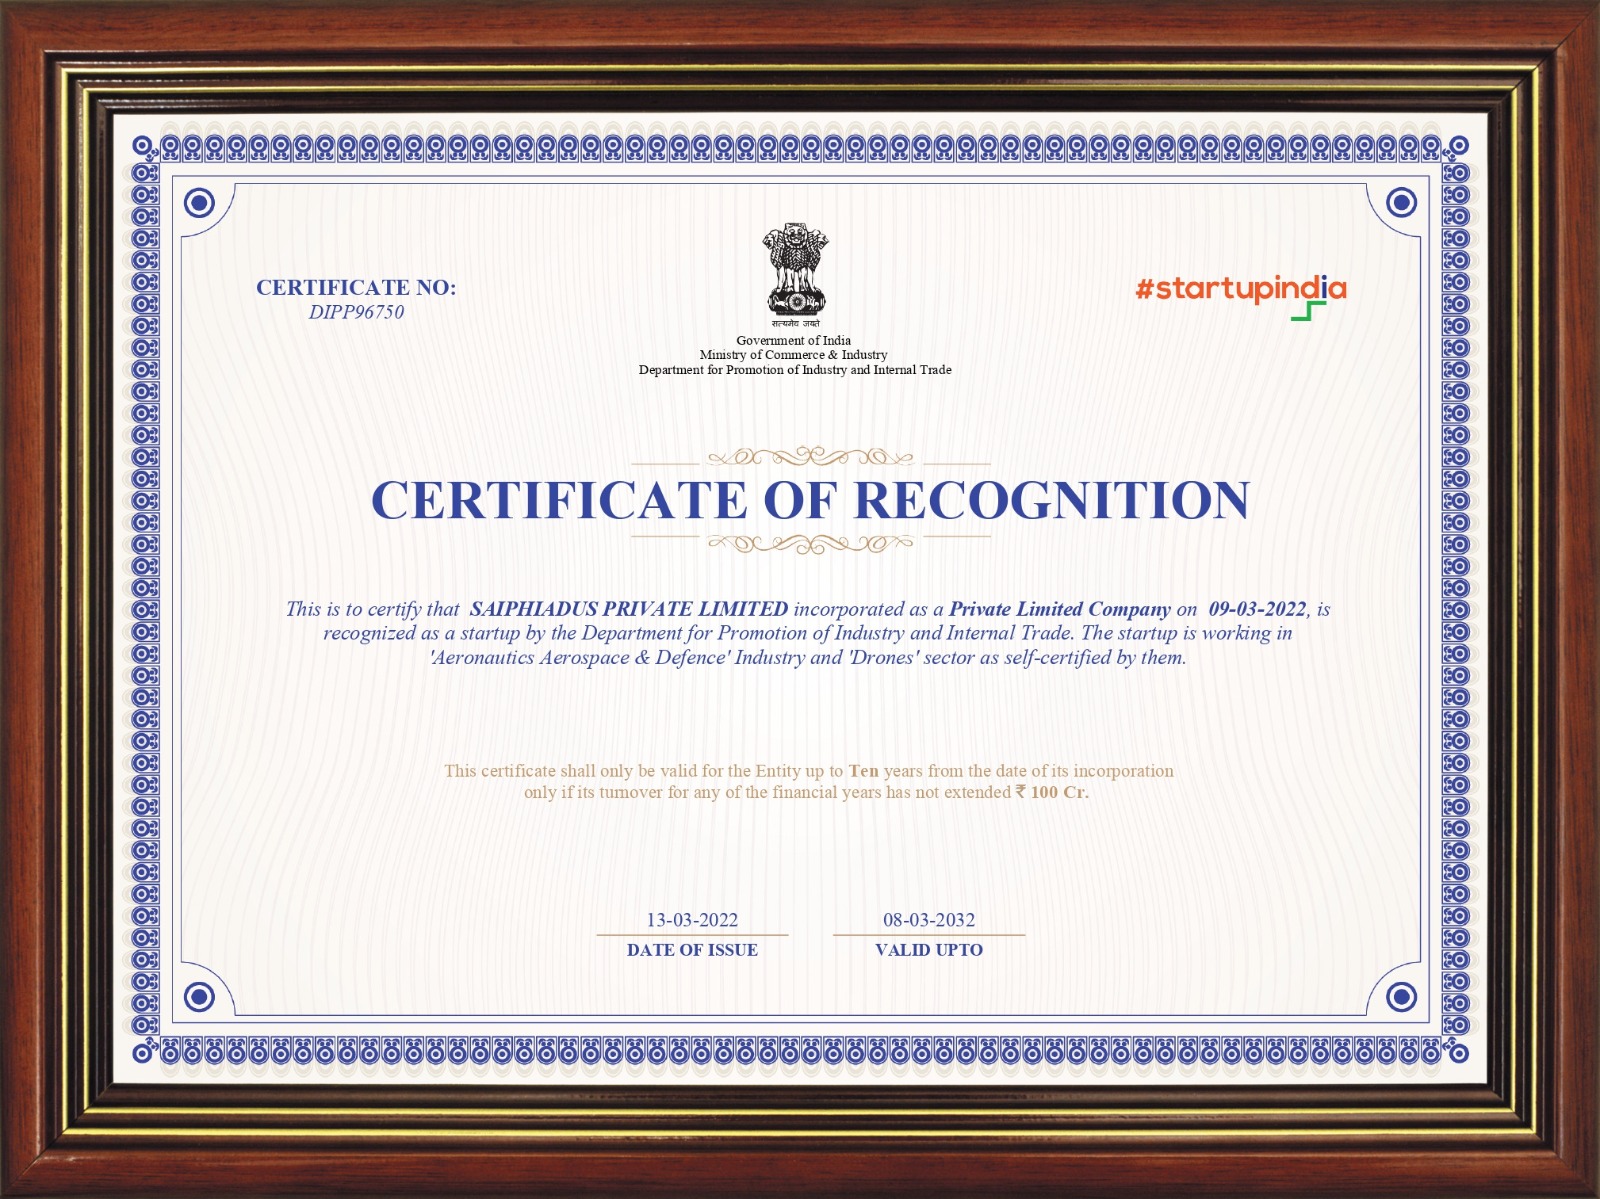 CERTIFICATE NO:
DIPP96750
सत्यमेव जयते
Government of India
Ministry of Commerce & Industry
Department for Promotion of Industry and Internal Trade
#startupindia
CERTIFICATE OF RECOGNITION
This is to certify that SAIPHIADUS PRIVATE LIMITED incorporated as a Private Limited Company on 09-03-2022, is
recognized as a startup by the Department for Promotion of Industry and Internal Trade. The startup is working in
'Aeronautics Aerospace & Defence' Industry and 'Drones' sector as self-certified by them.
This certificate shall only be valid for the Entity up to Ten years from the date of its incorporation
only if its turnover for any of the financial years has not extended ₹ 100 Cr.
13-03-2022
DATE OF ISSUE
08-03-2032
VALID UPTO